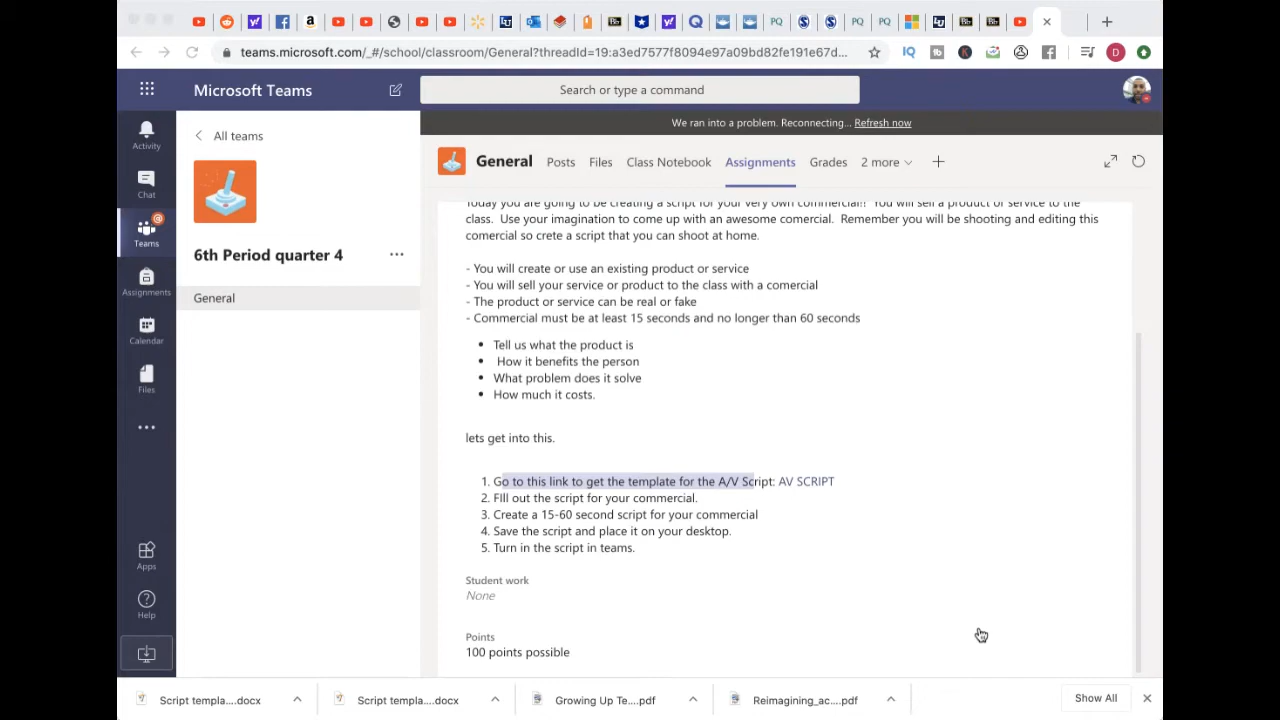 teams.microsoft.com/_#/school/classroom/General?threadId=19:a3ed7577f8094e97a09bd82fe191e67d...
Microsoft Teams
Search or type a command
We ran into a problem. Reconnecting... Refresh now
Activity
Chat
Teams
Assignments
Calendar
Files
Apps
Help
All teams
6th Period quarter 4
General
General Posts Files Class Notebook Assignments Grades 2 more
Today you are going to be creating a script for your very own commercial!! You will sell a product or service to the
class. Use your imagination to come up with an awesome comercial. Remember you will be shooting and editing this
comercial so crete a script that you can shoot at home.
- You will create or use an existing product or service
- You will sell your service or product to the class with a comercial
- The product or service can be real or fake
- Commercial must be at least 15 seconds and no longer than 60 seconds
• Tell us what the product is
• How it benefits the person
• What problem does it solve
• How much it costs.
lets get into this.
1. Go to this link to get the template for the A/V Script: AV SCRIPT
2. FIll out the script for your commercial.
3. Create a 15-60 second script for your commercial
4. Save the script and place it on your desktop.
5. Turn in the script in teams.
Student work
None
Points
100 points possible
Script templa....docx
Script templa....docx
Growing Up Te....pdf
Reimagining_ac....pdf
Show All